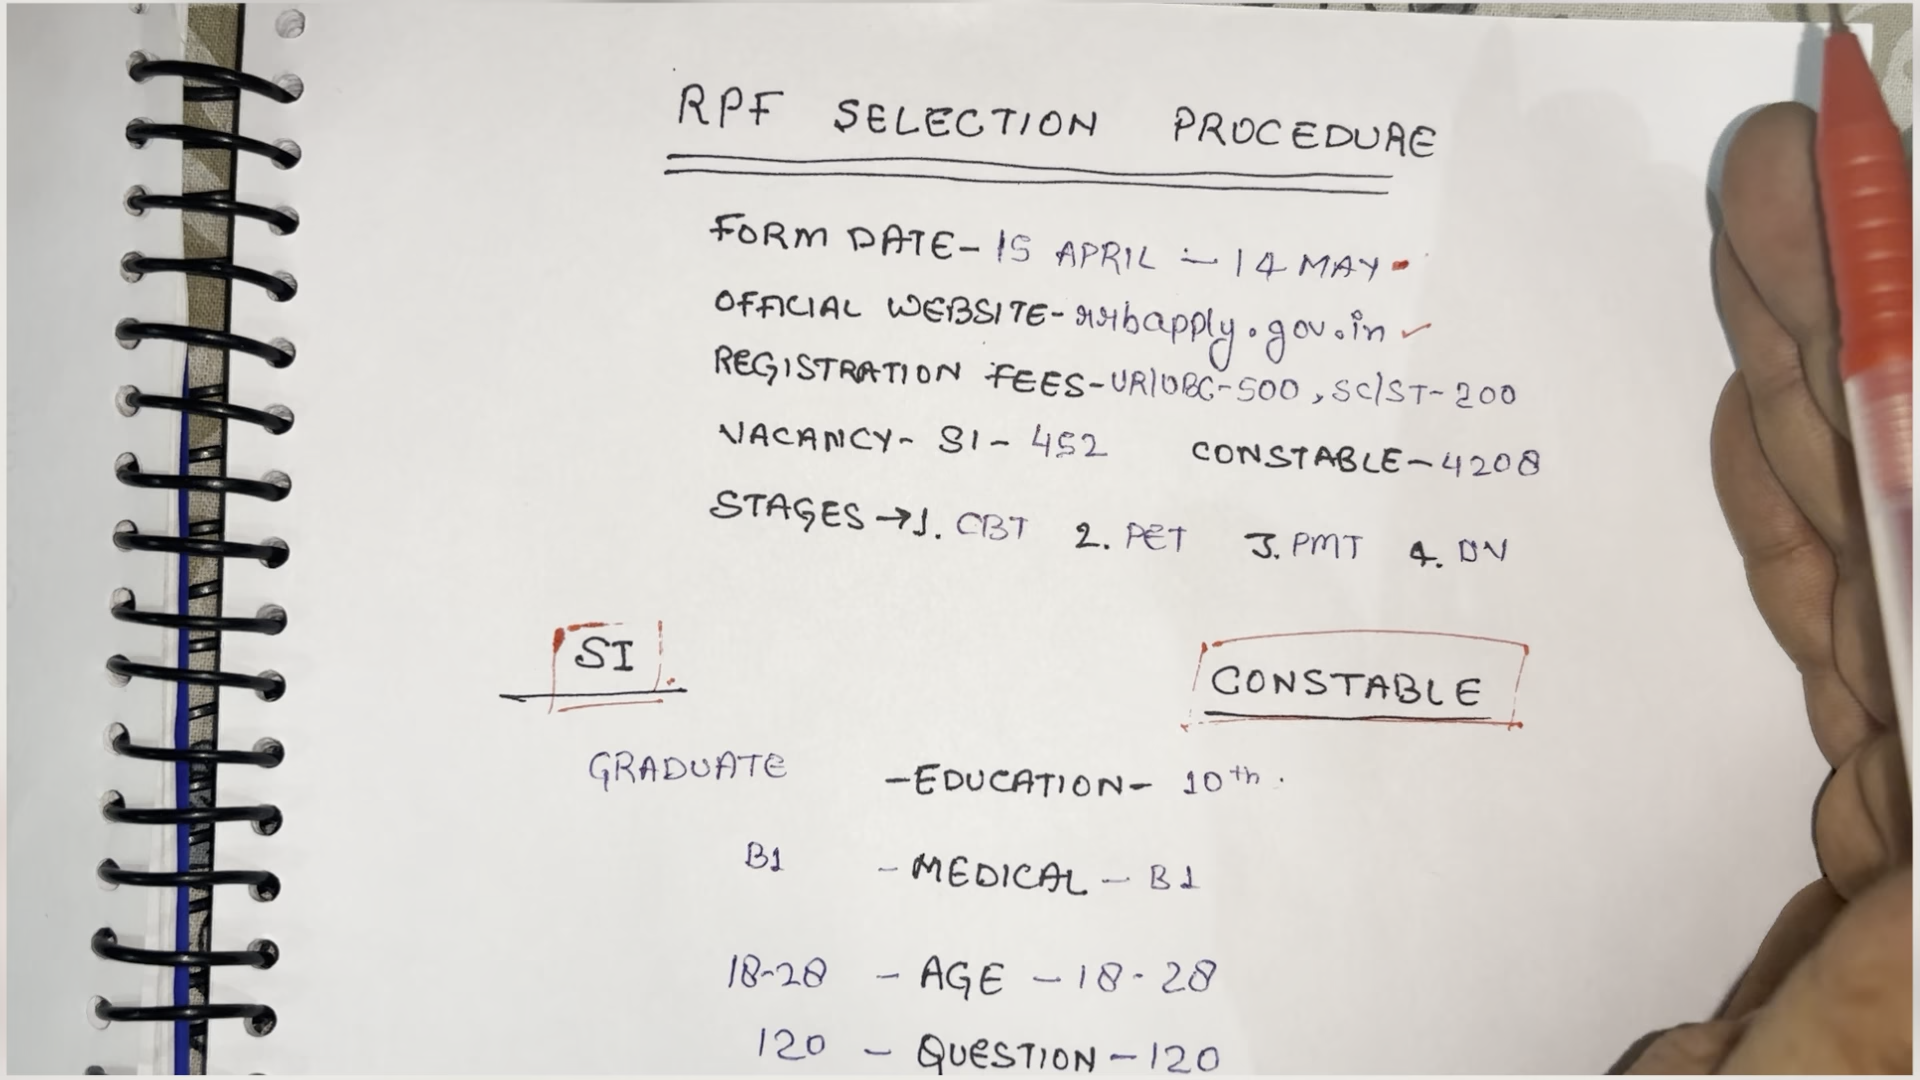 RPF SELECTION PROCEDURE
FORM DATE - 15 APRIL - 14 MAY
OFFICIAL WEBSITE - rrbapply.gov.in
REGISTRATION FEES - UR/OBC - 500, SC/ST - 200
VACANCY - SI - 452 CONSTABLE - 4208
STAGES → 1. CBT 2. PET 3. PMT 4. DV
SI CONSTABLE
GRADUATE - EDUCATION - 10th.
B1 - MEDICAL - B1
18-28 - AGE - 18-28
120 - QUESTION - 120